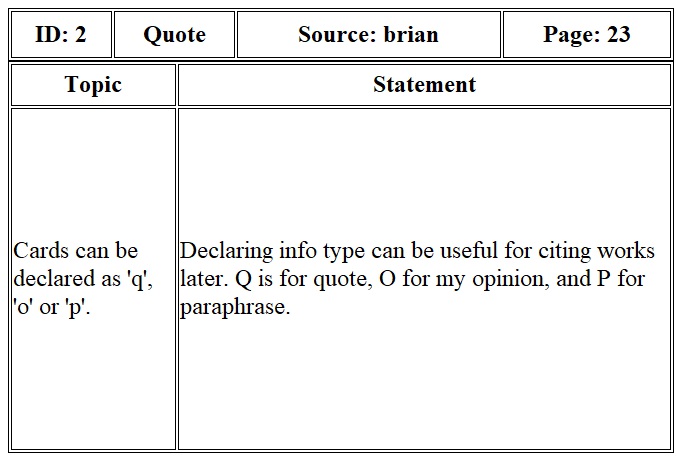 ID: 2 Quote Source: brian Page: 23
Topic Statement
Cards can be
declared as 'q',
'o' or 'p'.
Declaring info type can be useful for citing works
later. Q is for quote, O for my opinion, and P for
paraphrase.